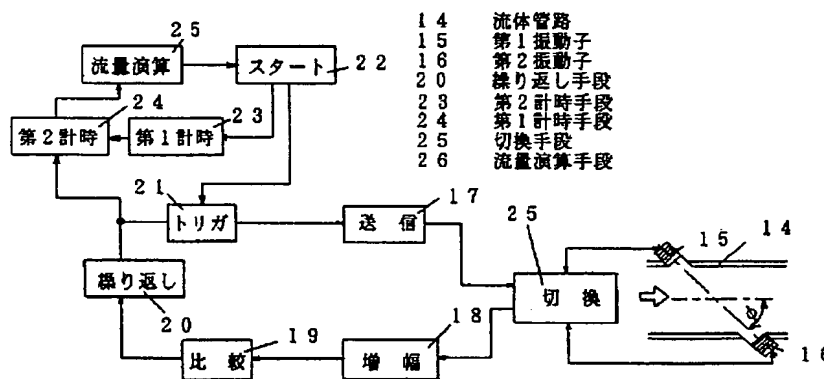 25
流量演算
スタート
22
24
23
第2計時
第1計時
21
トリガ
17
送信
繰り返し
20
19
比較
18
増幅
25
切換
15
14
φ
16
14 流体管路
15 第1振動子
16 第2振動子
20 繰り返し手段
23 第2計時手段
24 第1計時手段
25 切換手段
26 流量演算手段